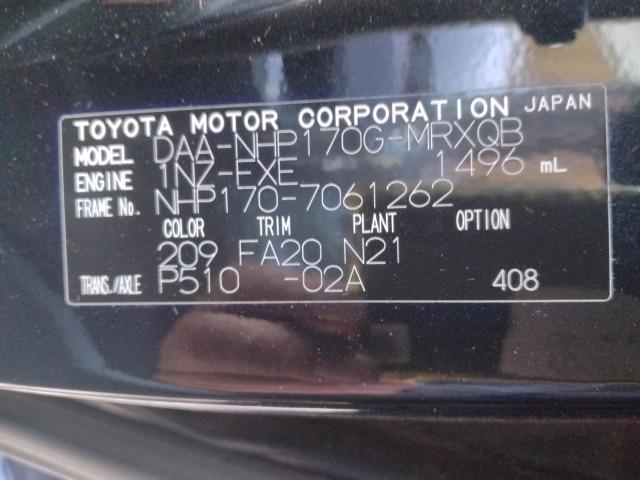 TOYOTA MOTOR CORPORATION JAPAN
MODEL DAA-NHP170G-MRXQB
ENGINE 1NZ-EXE 1496 mL
FRAME No. NHP170-7061262
COLOR TRIM PLANT OPTION
209 FA20 N21
TRANS./AXLE P510 -02A 408